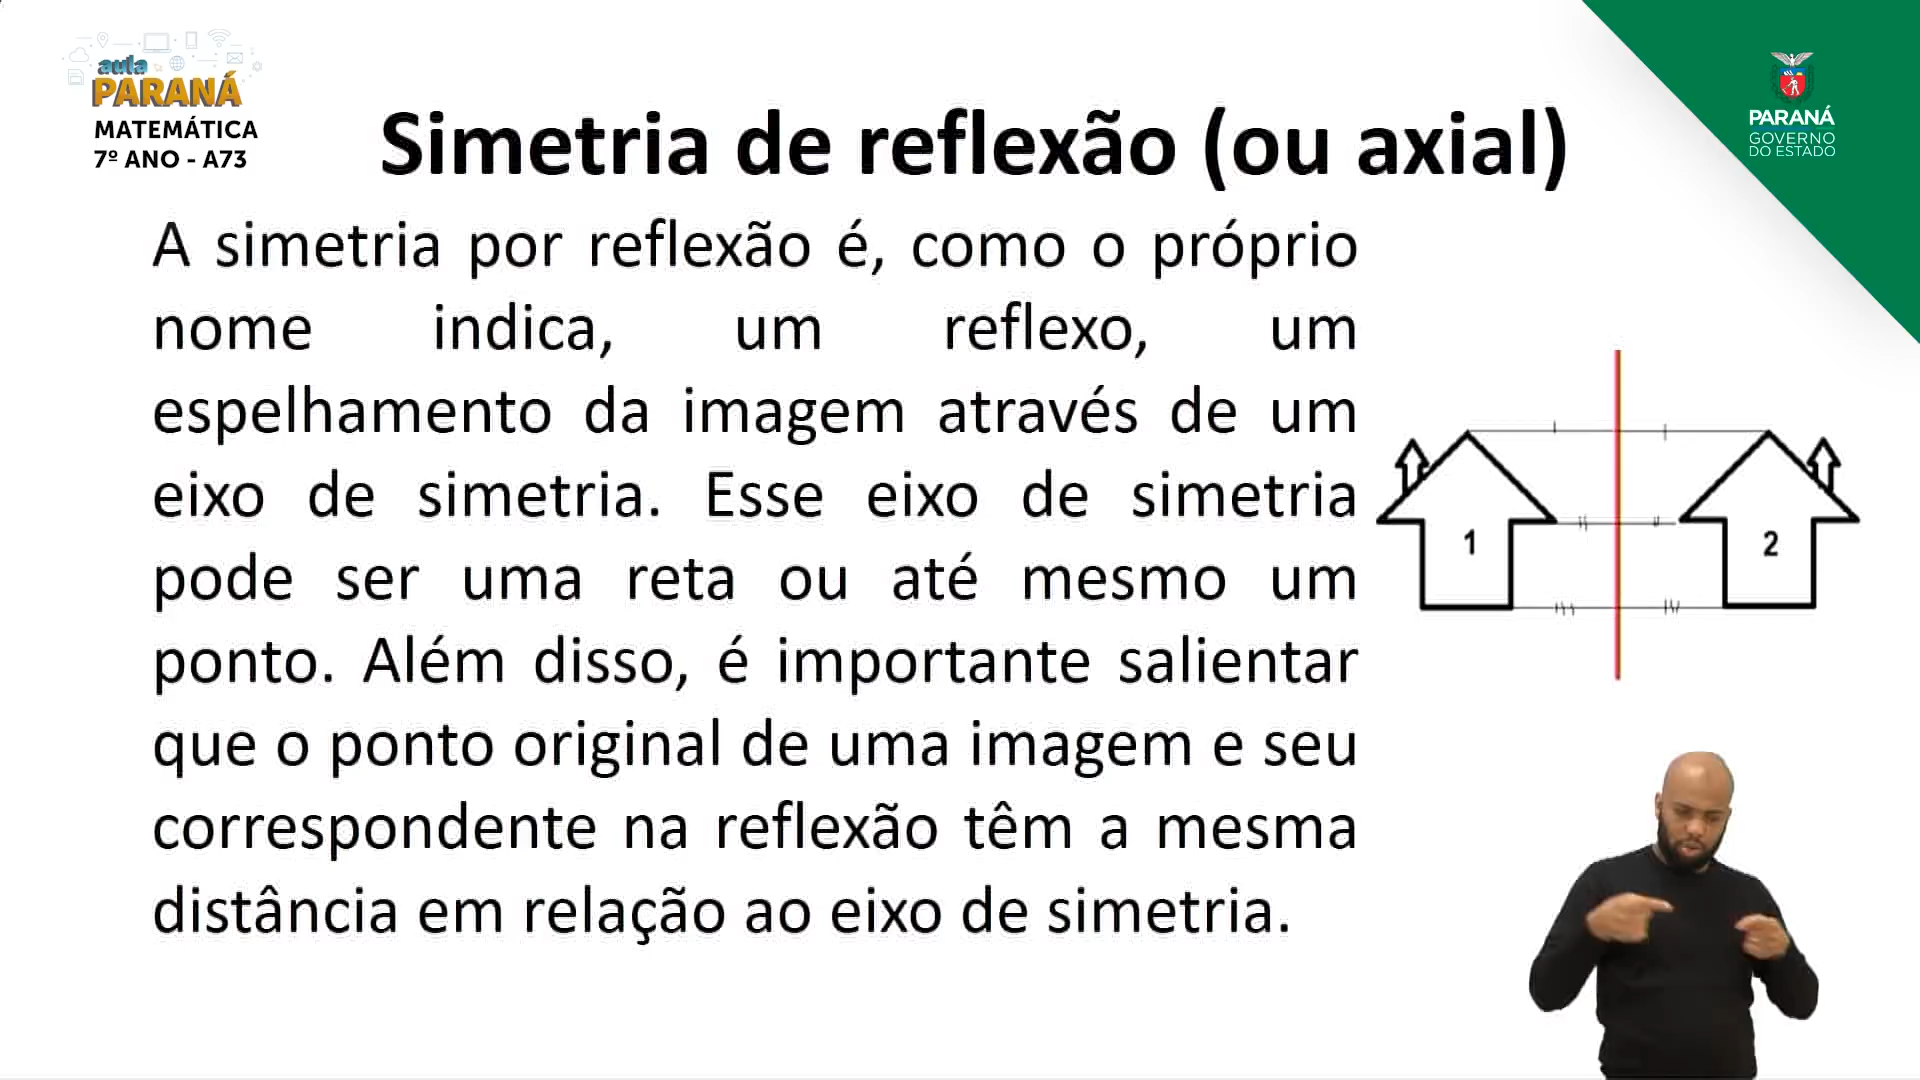 aula
PARANÁ
MATEMÁTICA
7º ANO - A73
PARANÁ
GOVERNO
DO ESTADO
Simetria de reflexão (ou axial)
A simetria por reflexão é, como o próprio
nome indica, um reflexo, um
espelhamento da imagem através de um
eixo de simetria. Esse eixo de simetria
pode ser uma reta ou até mesmo um
ponto. Além disso, é importante salientar
que o ponto original de uma imagem e seu
correspondente na reflexão têm a mesma
distância em relação ao eixo de simetria.
1
2